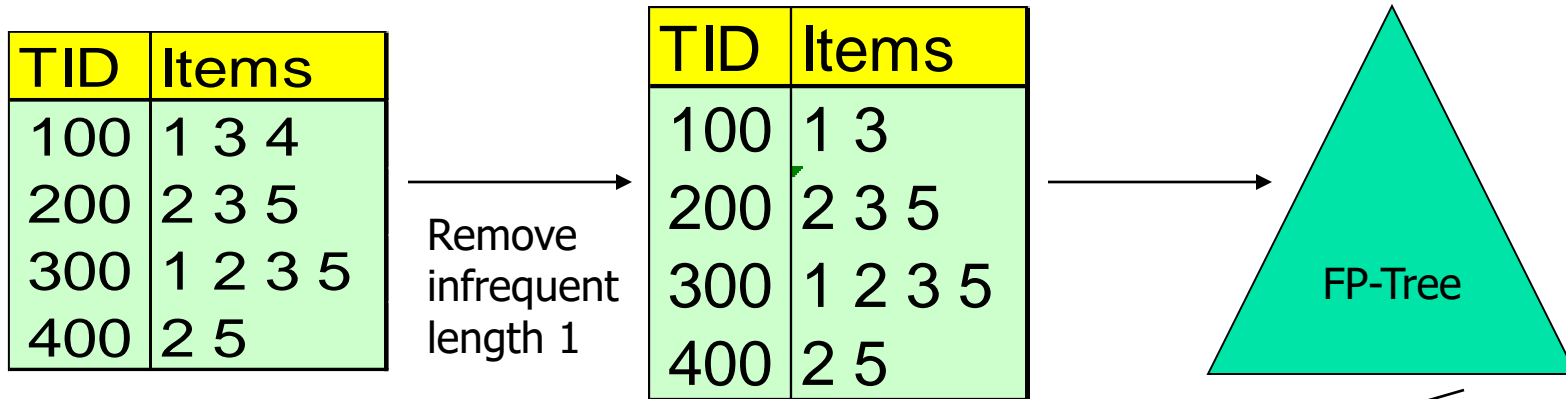 TID Items
100 1 3 4
200 2 3 5
300 1 2 3 5
400 2 5
Remove
infrequent
length 1
TID Items
100 1 3
200 2 3 5
300 1 2 3 5
400 2 5
FP-Tree